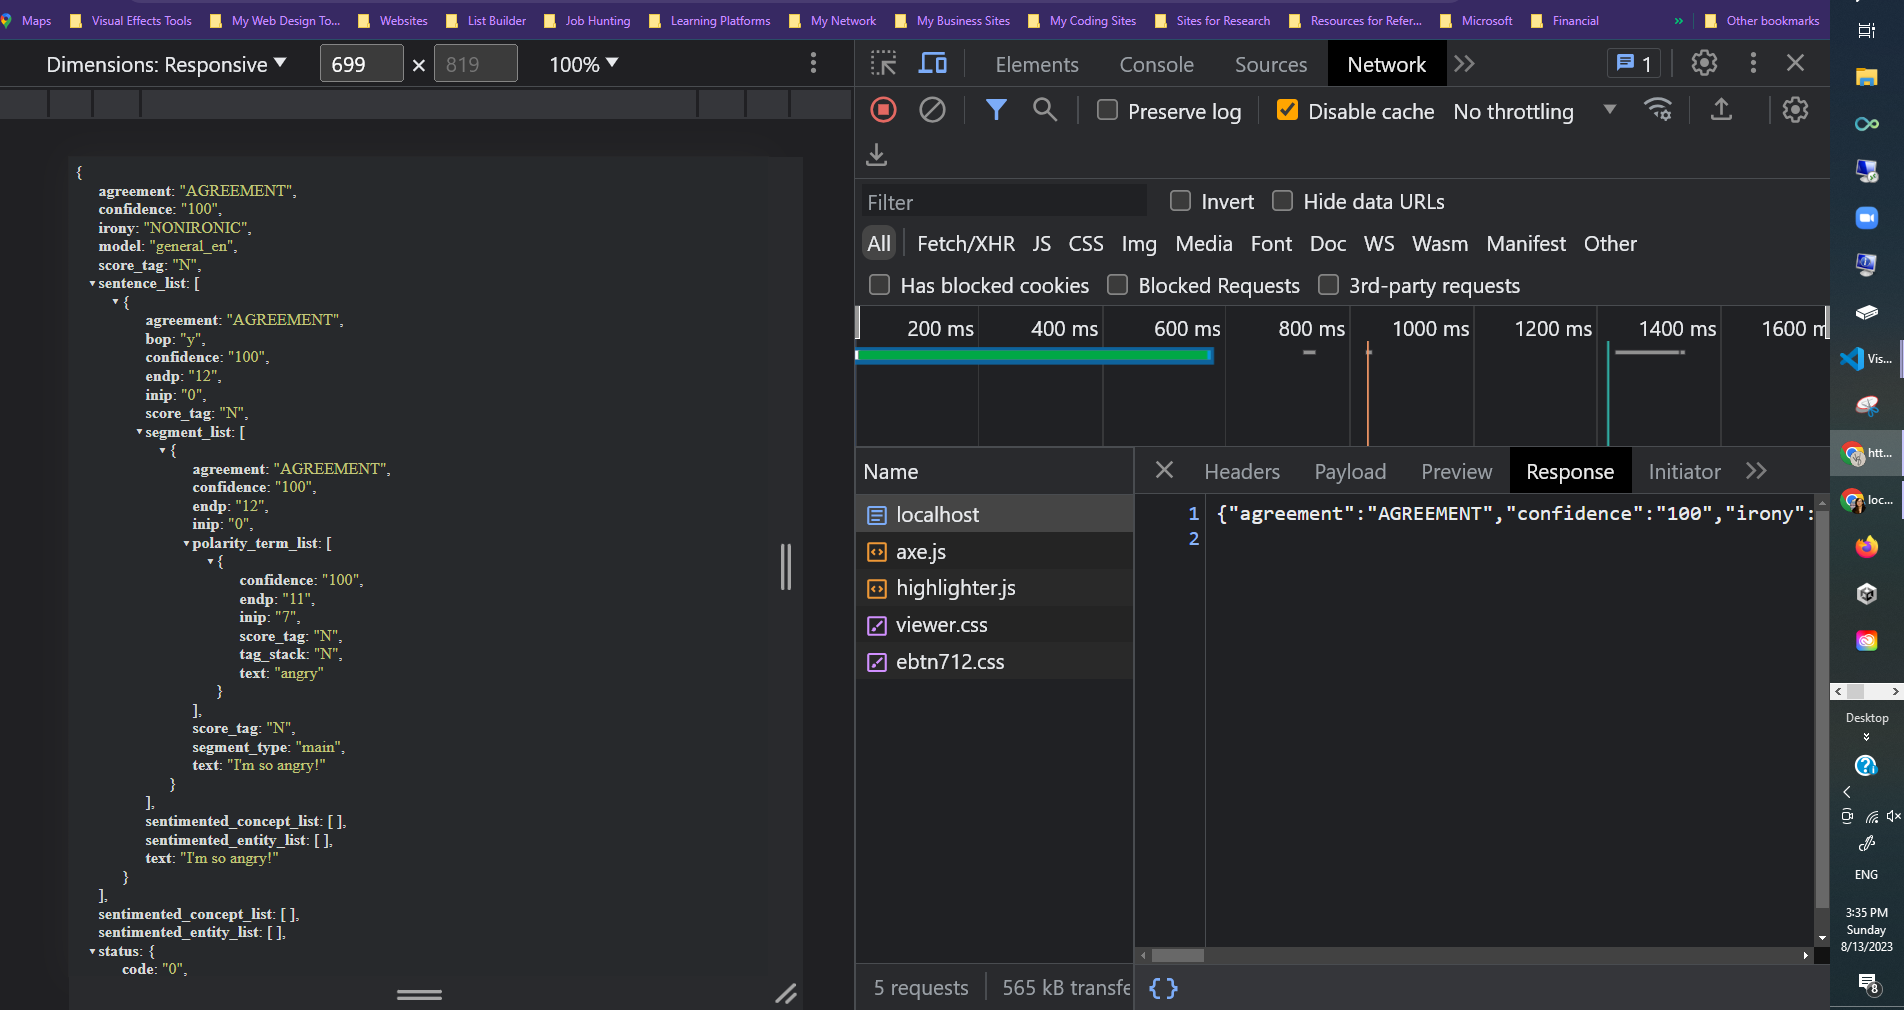 Maps Visual Effects Tools My Web Design To... Websites List Builder Job Hunting Learning Platforms My Network My Business Sites My Coding Sites Sites for Research Resources for Refer... Microsoft Financial » Other bookmarks
Dimensions: Responsive ▼ 699 × 819 100% ▼
Elements Console Sources Network 1
Preserve log Disable cache No throttling
Filter Invert Hide data URLs
All Fetch/XHR JS CSS Img Media Font Doc WS Wasm Manifest Other
Has blocked cookies Blocked Requests 3rd-party requests
200 ms 400 ms 600 ms 800 ms 1000 ms 1200 ms 1400 ms 1600 m
Name
localhost
axe.js
highlighter.js
viewer.css
ebtn712.css
5 requests 565 kB transfe
Headers Payload Preview Response Initiator
1 {"agreement":"AGREEMENT","confidence":"100","irony":
2
{ }
{
agreement: "AGREEMENT",
confidence: "100",
irony: "NONIRONIC",
model: "general_en",
score_tag: "N",
sentence_list: [
{
agreement: "AGREEMENT",
bop: "y",
confidence: "100",
endp: "12",
inip: "0",
score_tag: "N",
segment_list: [
{
agreement: "AGREEMENT",
confidence: "100",
endp: "12",
inip: "0",
polarity_term_list: [
{
confidence: "100",
endp: "11",
inip: "7",
score_tag: "N",
tag_stack: "N",
text: "angry"
}
],
score_tag: "N",
segment_type: "main",
text: "I'm so angry!"
}
],
sentimented_concept_list: [ ],
sentimented_entity_list: [ ],
text: "I'm so angry!"
}
],
sentimented_concept_list: [ ],
sentimented_entity_list: [ ],
status: {
code: "0",
Vis...
htt...
loc...
Desktop
ENG
3:35 PM
Sunday
8/13/2023
8